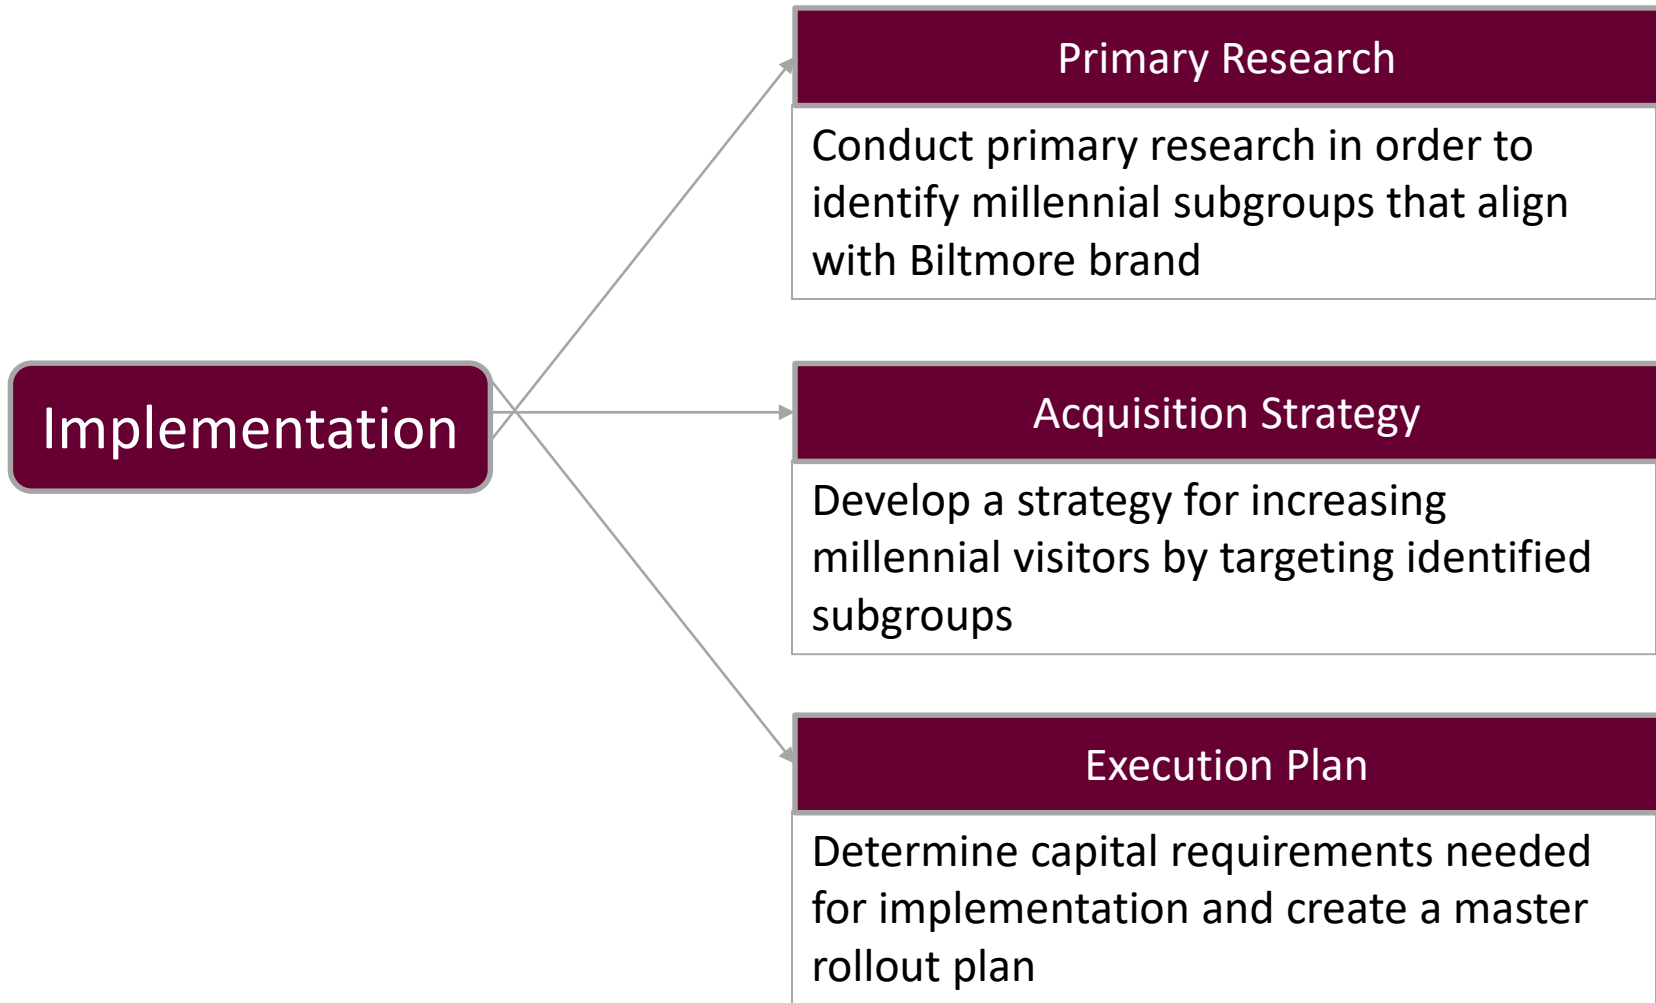 Primary Research
Conduct primary research in order to
identify millennial subgroups that align
with Biltmore brand
Implementation
Acquisition Strategy
Develop a strategy for increasing
millennial visitors by targeting identified
subgroups
Execution Plan
Determine capital requirements needed
for implementation and create a master
rollout plan